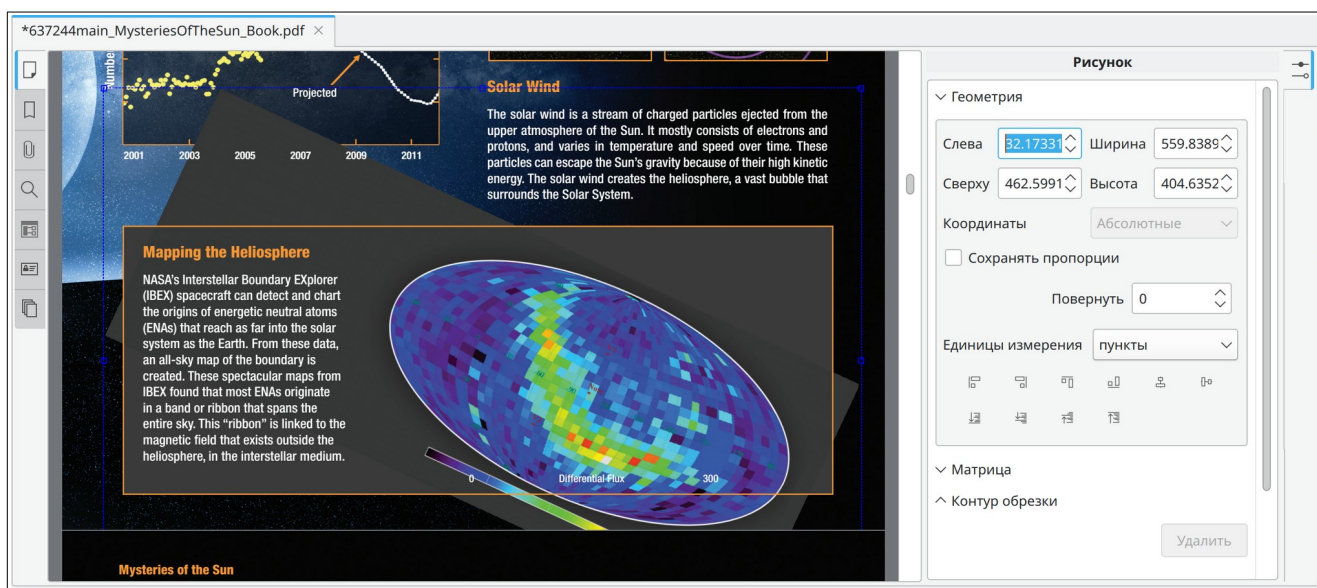 *637244main_MysteriesOfTheSun_Book.pdf
Number
Projected
2001 2003 2005 2007 2009 2011
Solar Wind
The solar wind is a stream of charged particles ejected from the
upper atmosphere of the Sun. It mostly consists of electrons and
protons, and varies in temperature and speed over time. These
particles can escape the Sun's gravity because of their high kinetic
energy. The solar wind creates the heliosphere, a vast bubble that
surrounds the Solar System.
Mapping the Heliosphere
NASA's Interstellar Boundary EXplorer
(IBEX) spacecraft can detect and chart
the origins of energetic neutral atoms
(ENAs) that reach as far into the solar
system as the Earth. From these data,
an all-sky map of the boundary is
created. These spectacular maps from
IBEX found that most ENAs originate
in a band or ribbon that spans the
entire sky. This “ribbon” is linked to the
magnetic field that exists outside the
heliosphere, in the interstellar medium.
0 Differential Flux 300
Mysteries of the Sun
Рисунок
Геометрия
Слева 32.17331 Ширина 559.8389
Сверху 462.5991 Высота 404.6352
Координаты Абсолютные
Сохранять пропорции
Повернуть 0
Единицы измерения пункты
Матрица
Контур обрезки
Удалить